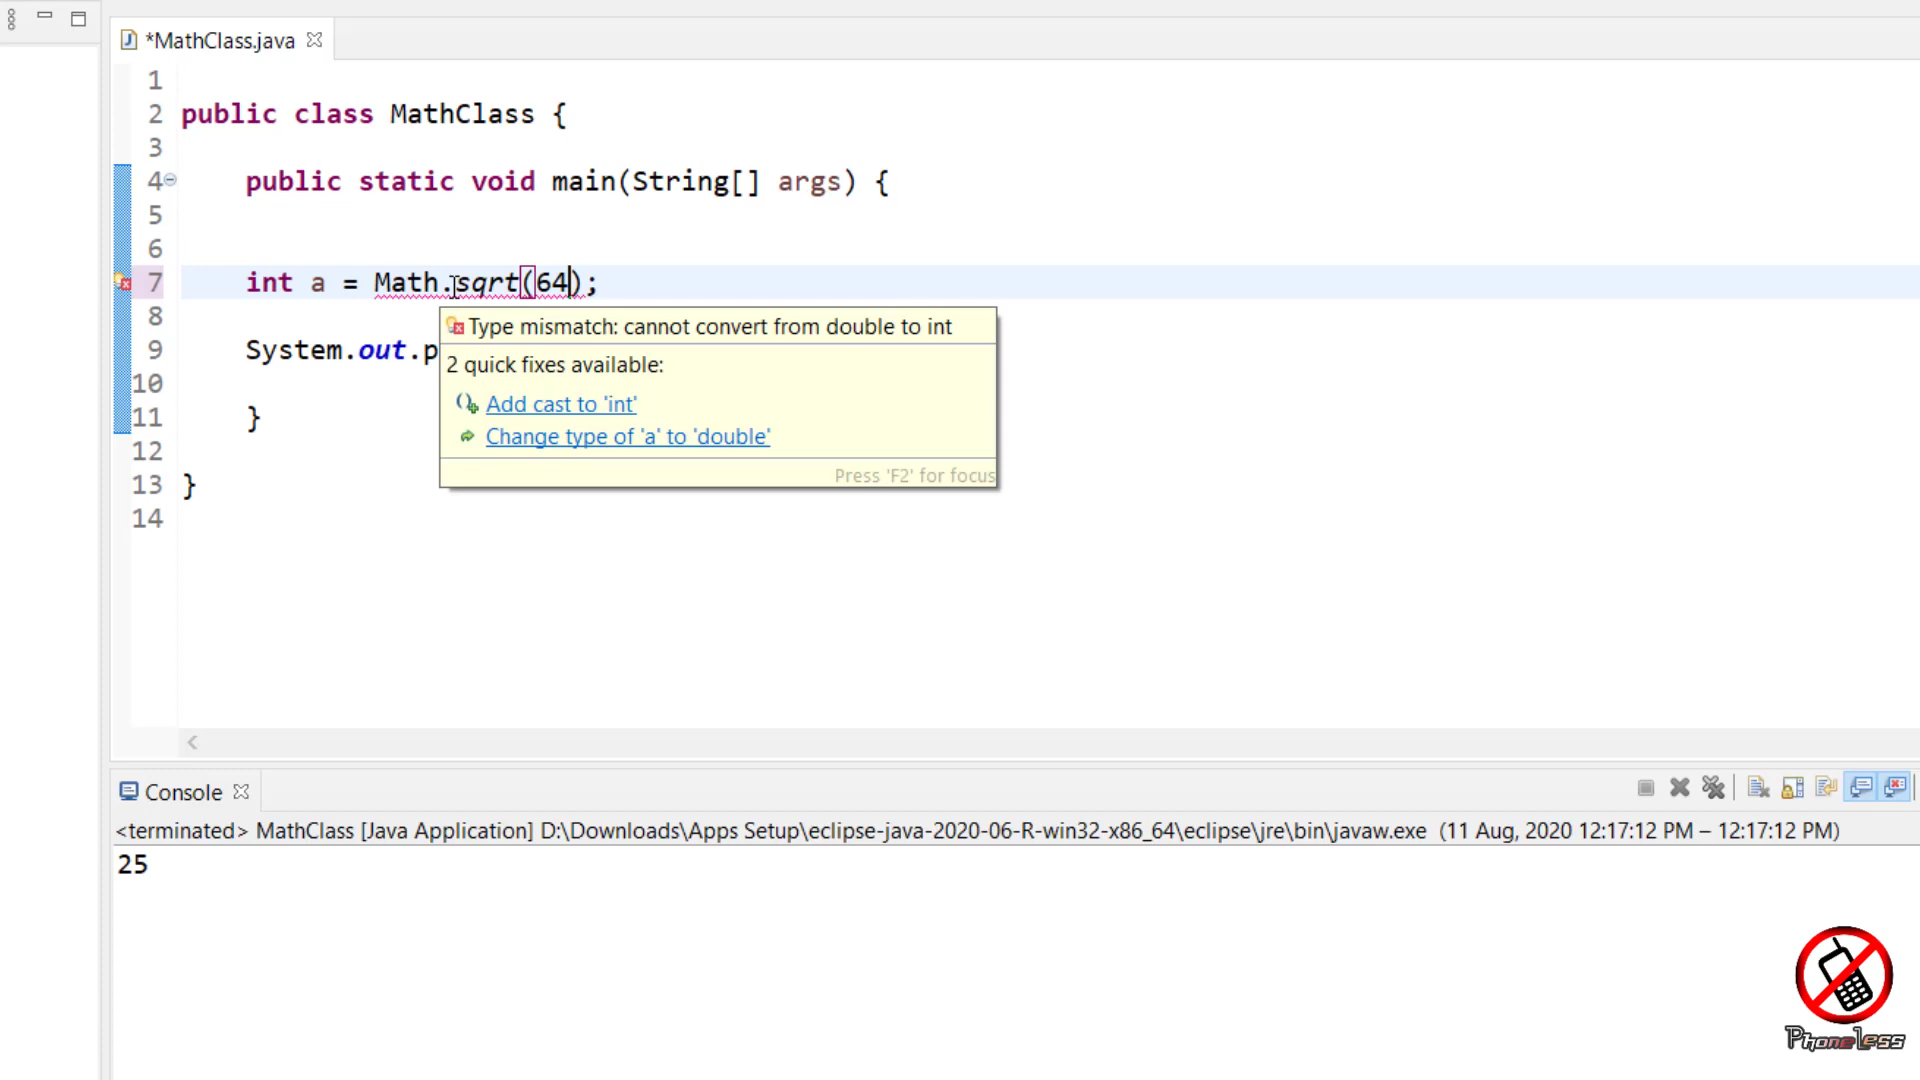 *MathClass.java
1
2 public class MathClass {
3
4 public static void main(String[] args) {
5
6
7 int a = Math.sqrt(64);
8
Type mismatch: cannot convert from double to int
9 System.out.p
2 quick fixes available:
10
Add cast to 'int'
11 }
Change type of 'a' to 'double'
12
Press 'F2' for focus
13 }
14
Console
<terminated> MathClass [Java Application] D:\Downloads\Apps Setup\eclipse-java-2020-06-R-win32-x86_64\eclipse\jre\bin\javaw.exe (11 Aug, 2020 12:17:12 PM – 12:17:12 PM)
25
Phoneless